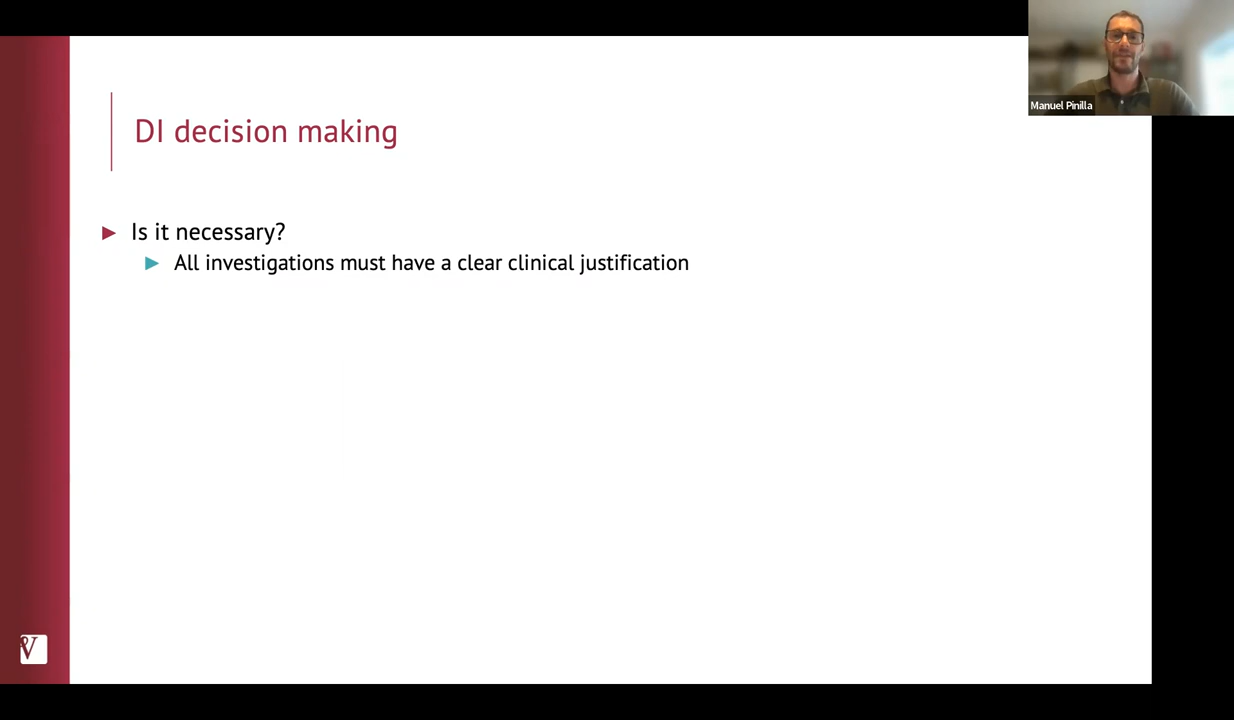 Manuel Pinilla
DI decision making
Is it necessary?
All investigations must have a clear clinical justification
V